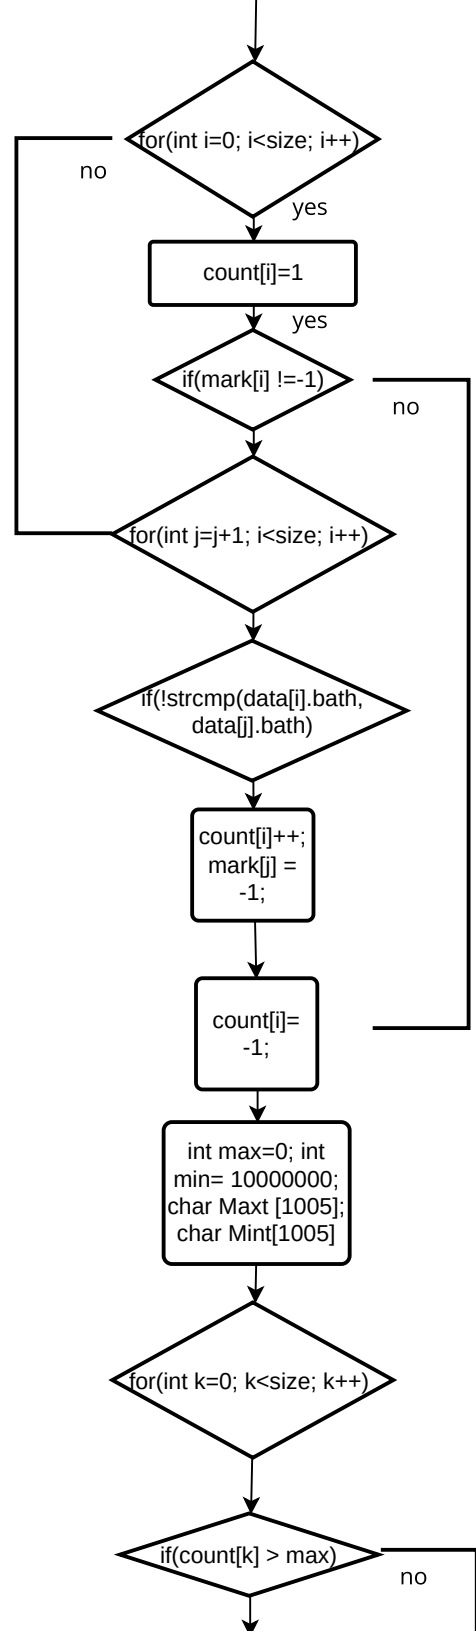 for(int i=0; i<size; i++)
no
yes
count[i]=1
yes
if(mark[i] !=-1)
no
for(int j=j+1; i<size; i++)
if(!strcmp(data[i].bath,
data[j].bath)
count[i]++;
mark[j] =
-1;
count[i]=
-1;
int max=0; int
min= 10000000;
char Maxt [1005];
char Mint[1005]
for(int k=0; k<size; k++)
if(count[k] > max)
no